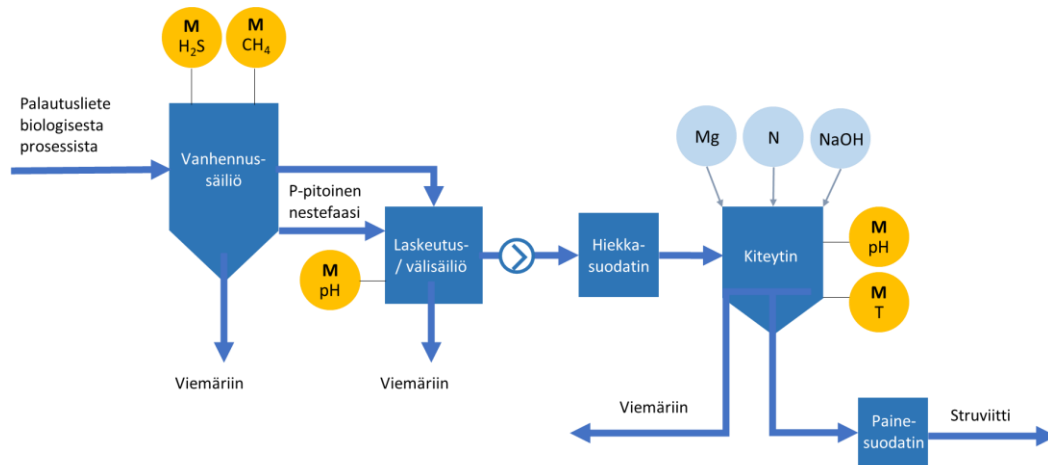 M
H₂S
M
CH₄
Palautusliete
biologisesta
prosessista
Vanhennus-
säiliö
P-pitoinen
nestefaasi
Laskeutus-
/ välisäiliö
M
pH
Viemäriin
Viemäriin
Hiekka-
suodatin
Mg
N
NaOH
Kiteytin
M
pH
M
T
Viemäriin
Paine-
suodatin
Struviitti